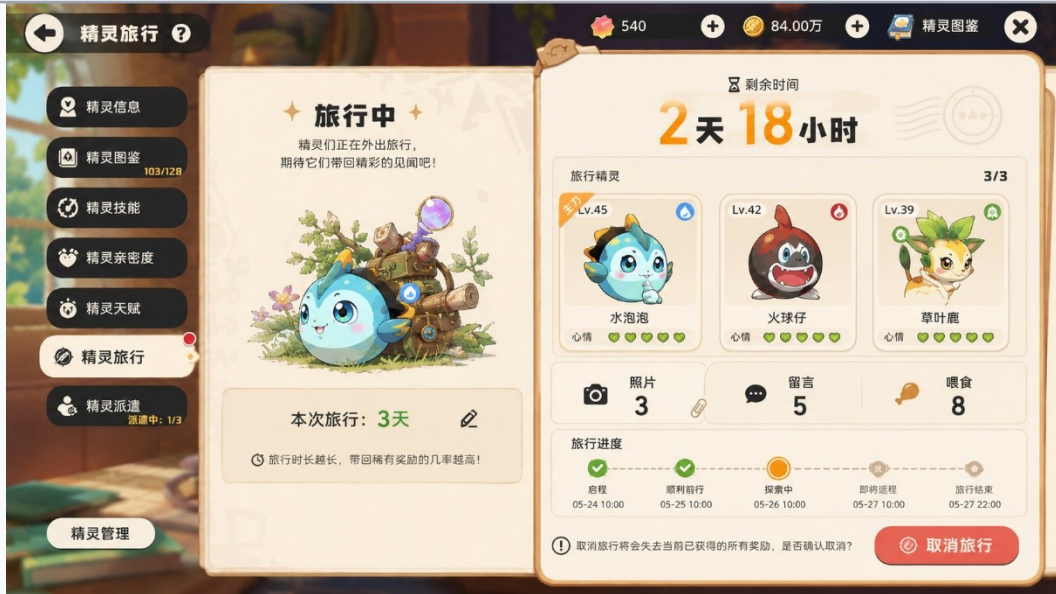 精灵旅行 ?
540
84.00万
精灵图鉴
精灵信息
精灵图鉴
103/128
精灵技能
精灵亲密度
精灵天赋
精灵旅行
精灵派遣
派遣中：1/3
精灵管理
旅行中
精灵们正在外出旅行，
期待它们带回精彩的见闻吧！
本次旅行：3天
旅行时长越长，带回稀有奖励的几率越高！
剩余时间
2天 18小时
旅行精灵
3/3
主力
Lv.45
水泡泡
心情
Lv.42
火球仔
心情
Lv.39
草叶鹿
心情
照片
3
留言
5
喂食
8
旅行进度
启程
05-24 10:00
顺利前行
05-25 10:00
探索中
05-26 10:00
即将返程
05-27 10:00
旅行结束
05-27 22:00
取消旅行将会失去当前已获得的所有奖励，是否确认取消？
取消旅行